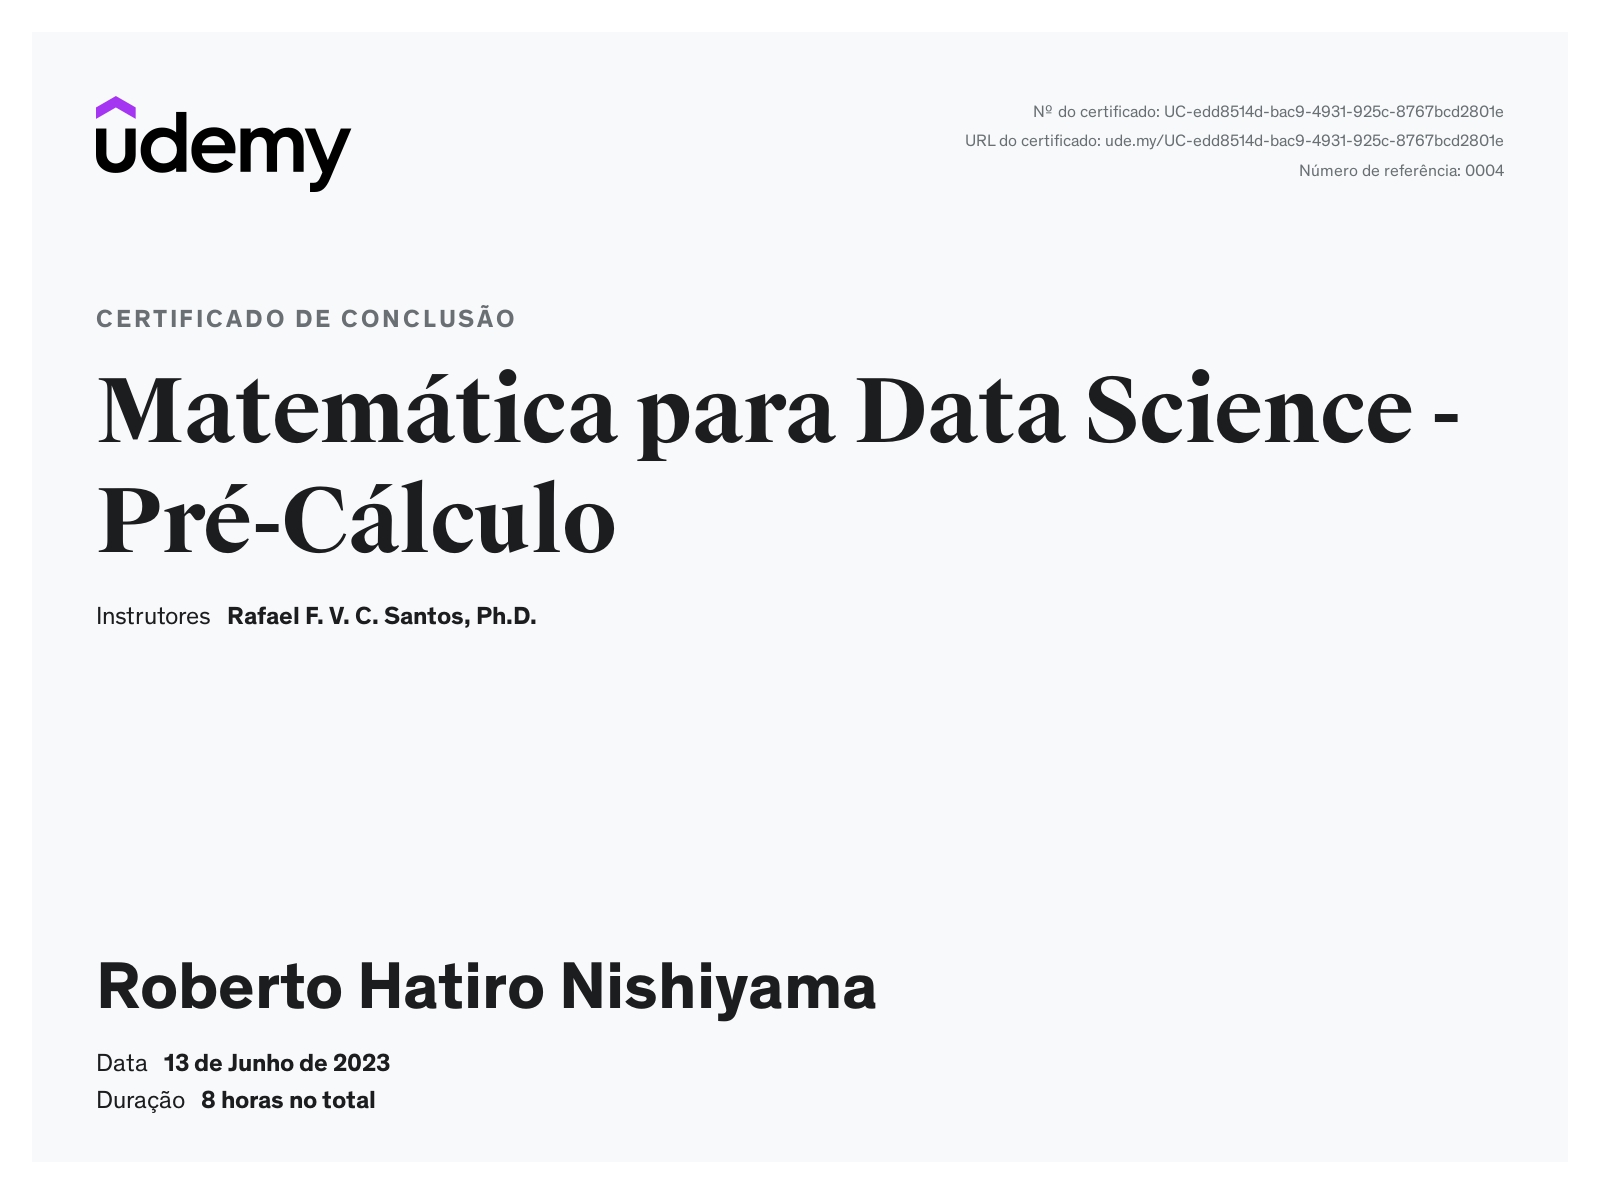 udemy
Nº do certificado: UC-edd8514d-bac9-4931-925c-8767bcd2801e
URL do certificado: ude.my/UC-edd8514d-bac9-4931-925c-8767bcd2801e
Número de referência: 0004
CERTIFICADO DE CONCLUSÃO
Matemática para Data Science -
Pré-Cálculo
Instrutores Rafael F. V. C. Santos, Ph.D.
Roberto Hatiro Nishiyama
Data 13 de Junho de 2023
Duração 8 horas no total